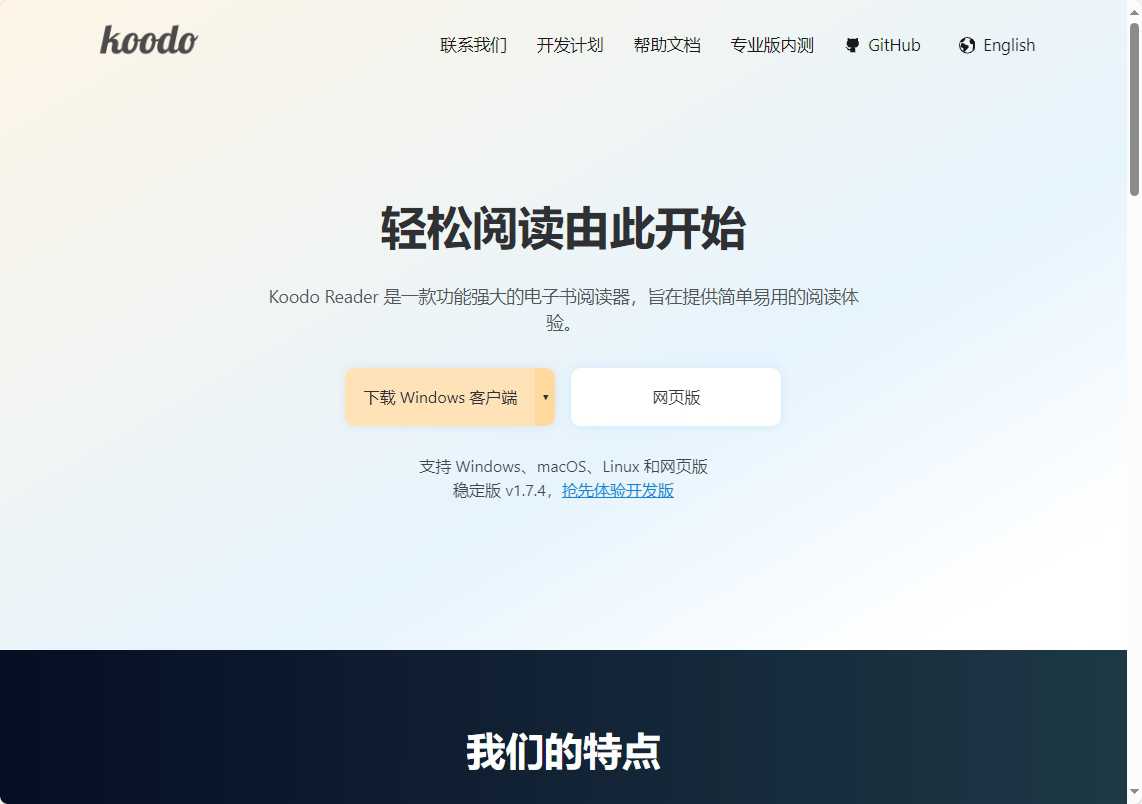 koodo
联系我们 开发计划 帮助文档 专业版内测 GitHub English
轻松阅读由此开始
Koodo Reader 是一款功能强大的电子书阅读器，旨在提供简单易用的阅读体
验。
下载 Windows 客户端 网页版
支持 Windows、macOS、Linux 和网页版
稳定版 v1.7.4，抢先体验开发版
我们的特点